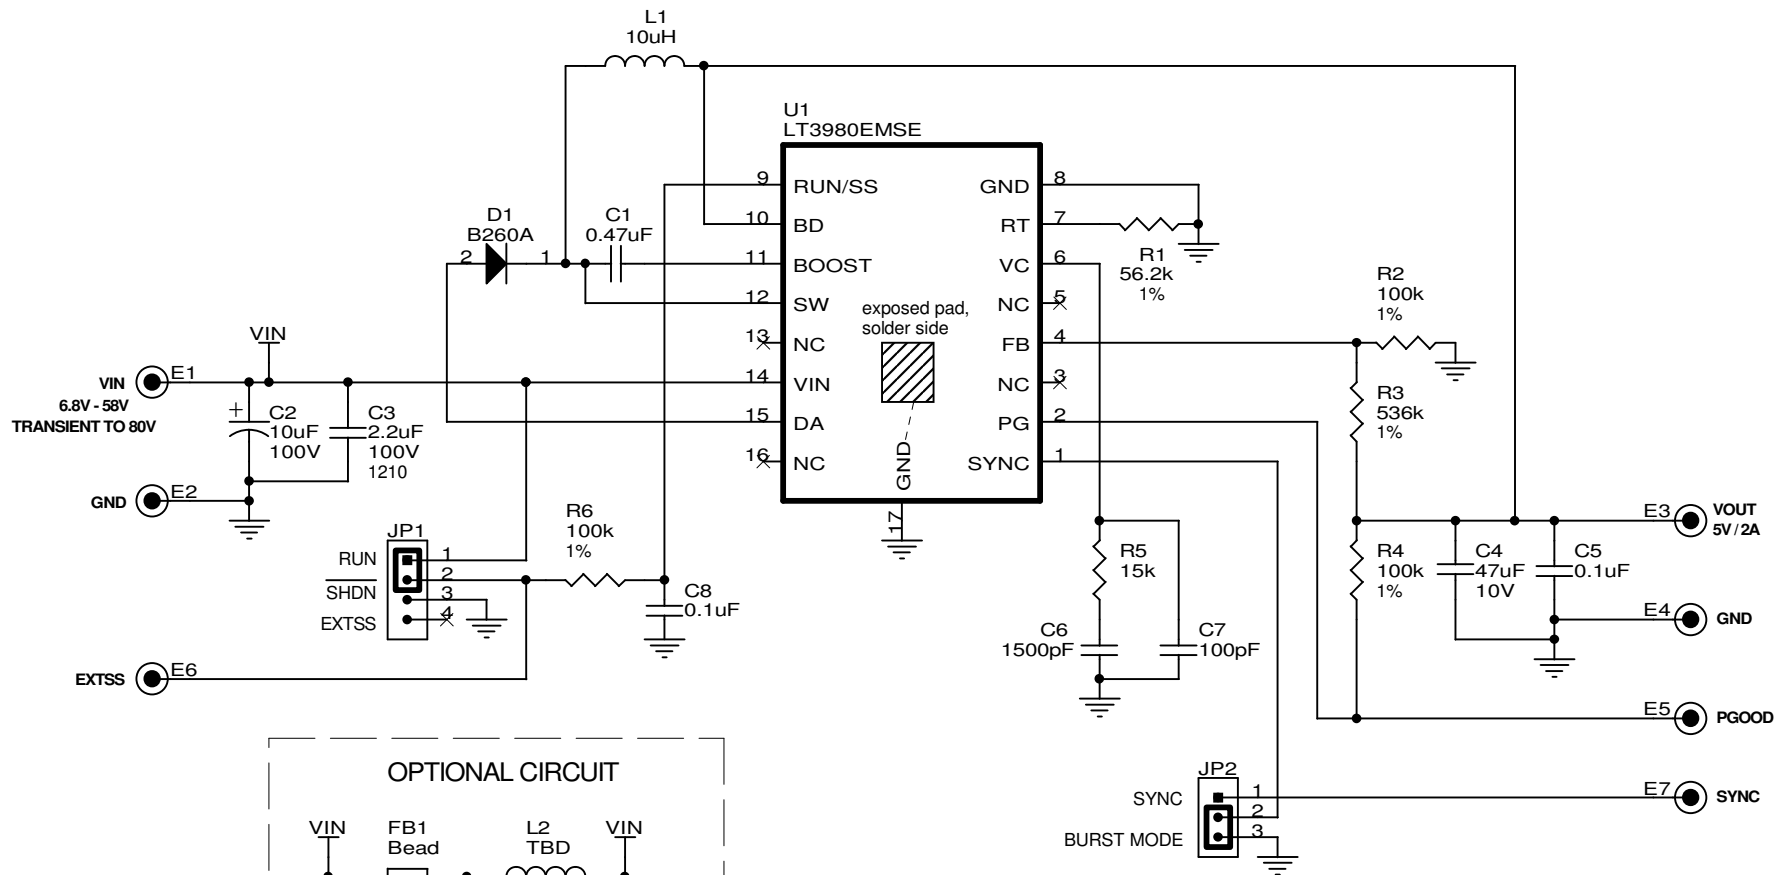 L1
10uH
U1
LT3980EMSE
9
RUN/SS
GND
8
D1
B260A
C1
0.47uF
10
BD
RT
7
R1
56.2k
1%
2
1
11
BOOST
VC
6
R2
100k
1%
12
SW
exposed pad,
solder side
NC
5
13
NC
FB
4
VIN
VIN
E1
6.8V - 58V
TRANSIENT TO 80V
14
VIN
NC
3
R3
536k
1%
+
C2
10uF
100V
C3
2.2uF
100V
1210
15
DA
PG
2
16
NC
GND
SYNC
1
GND
E2
17
R6
100k
1%
E3
VOUT
5V / 2A
JP1
RUN
1
SHDN
2
3
EXTSS
4
C8
0.1uF
R5
15k
R4
100k
1%
C4
47uF
10V
C5
0.1uF
E4
GND
C6
1500pF
C7
100pF
EXTSS
E6
E5
PGOOD
OPTIONAL CIRCUIT
JP2
SYNC
1
E7
SYNC
2
BURST MODE
3
VIN
FB1
Bead
L2
TBD
VIN